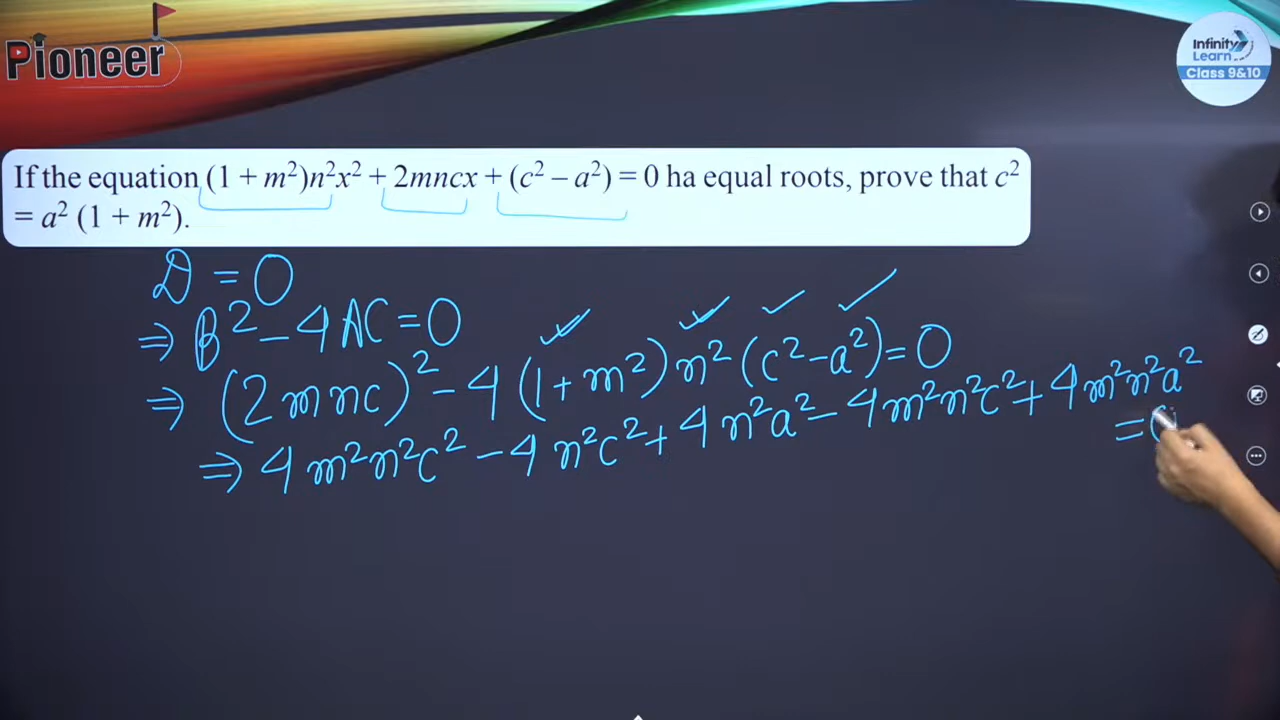 Pioneer
Infinity
Learn
Class 9&10
If the equation (1 + m²)n²x² + 2mncx + (c² – a²) = 0 ha equal roots, prove that c²
= a² (1 + m²).
D = 0
⇒ B² - 4AC = 0
⇒ (2mnc)² - 4(1+m²)n²(c²-a²) = 0
⇒ 4m²n²c² - 4n²c² + 4n²a² - 4m²n²c² + 4m²n²a²
= 0